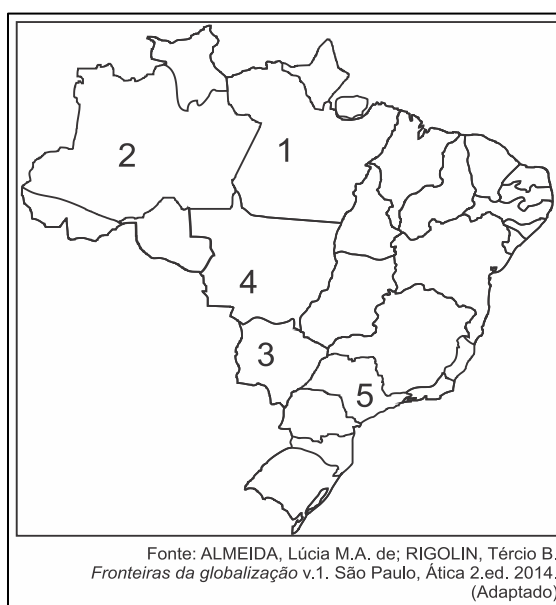 1
2
4
3
5
Fonte: ALMEIDA, Lúcia M.A. de; RIGOLIN, Tércio B.
Fronteiras da globalização v.1. São Paulo, Ática 2.ed. 2014.
(Adaptado)